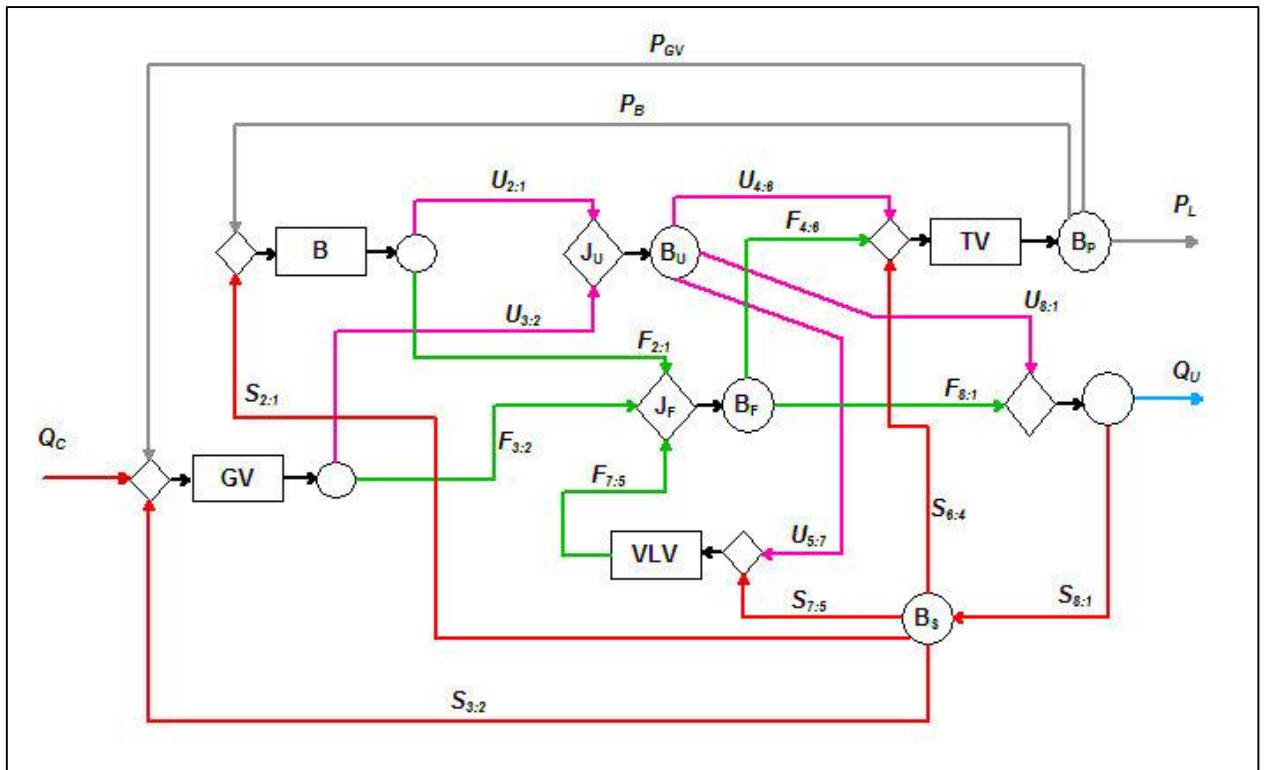 P_GV
P_B
U_2:1
U_4:6
F_4:6
P_L
B
J_U
B_U
TV
B_P
U_3:2
F_2:1
U_8:1
S_2:1
J_F
B_F
F_8:1
Q_U
Q_C
GV
F_3:2
F_7:5
S_6:4
VLV
U_5:7
S_7:5
B_S
S_8:1
S_3:2